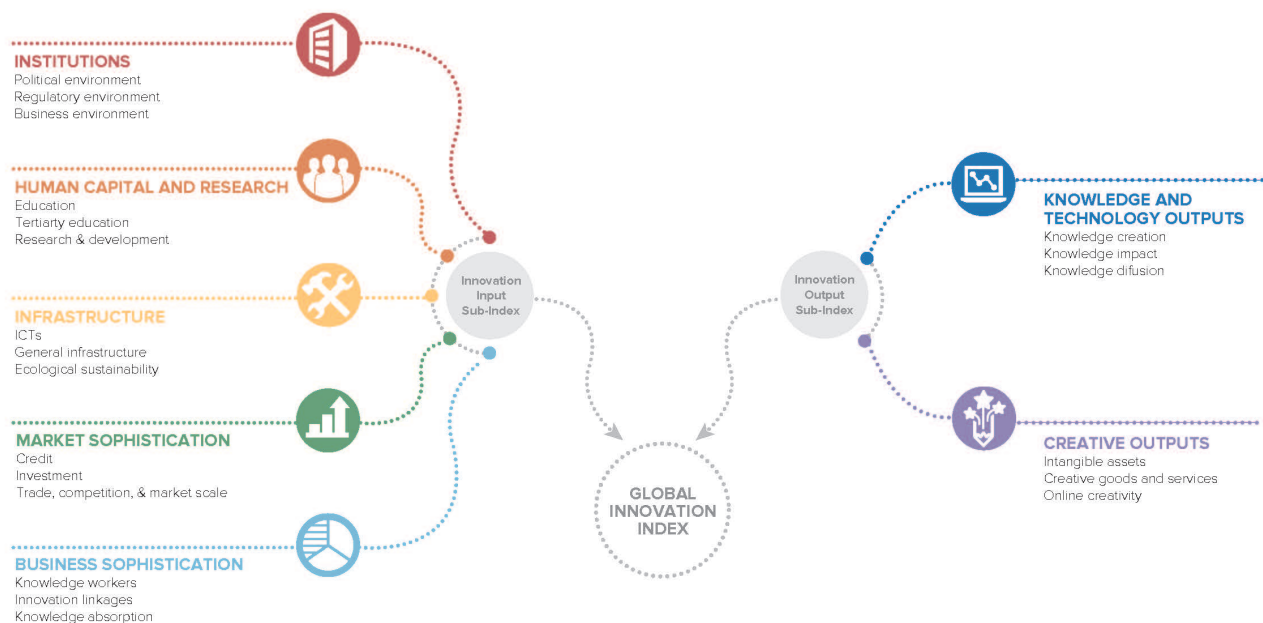 INSTITUTIONS
Political environment
Regulatory environment
Business environment
HUMAN CAPITAL AND RESEARCH
Education
Tertiarty education
Research & development
INFRASTRUCTURE
ICTs
General infrastructure
Ecological sustainability
MARKET SOPHISTICATION
Credit
Investment
Trade, competition, & market scale
BUSINESS SOPHISTICATION
Knowledge workers
Innovation linkages
Knowledge absorption
Innovation
Input
Sub-Index
GLOBAL
INNOVATION
INDEX
Innovation
Output
Sub-Index
KNOWLEDGE AND
TECHNOLOGY OUTPUTS
Knowledge creation
Knowledge impact
Knowledge difusion
CREATIVE OUTPUTS
Intangible assets
Creative goods and services
Online creativity